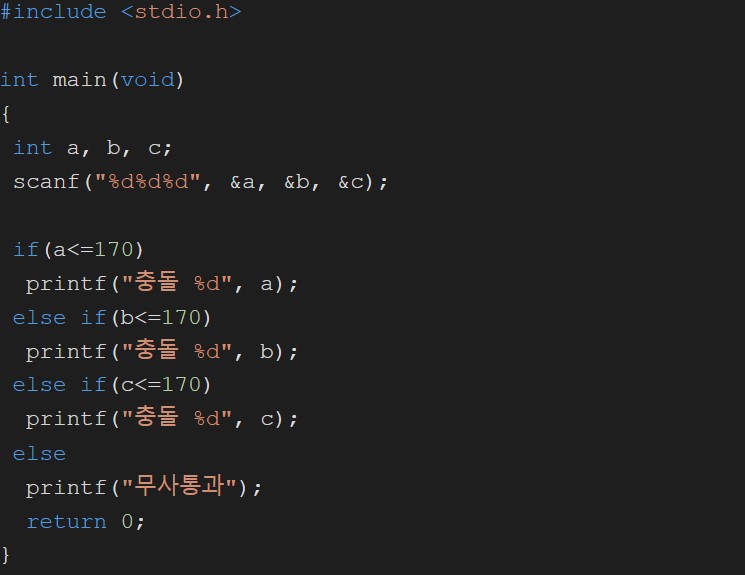 #include <stdio.h>
int main(void)
{
int a, b, c;
scanf("%d%d%d", &a, &b, &c);
if(a<=170)
printf("충돌 %d", a);
else if(b<=170)
printf("충돌 %d", b);
else if(c<=170)
printf("충돌 %d", c);
else
printf("무사통과");
return 0;
}